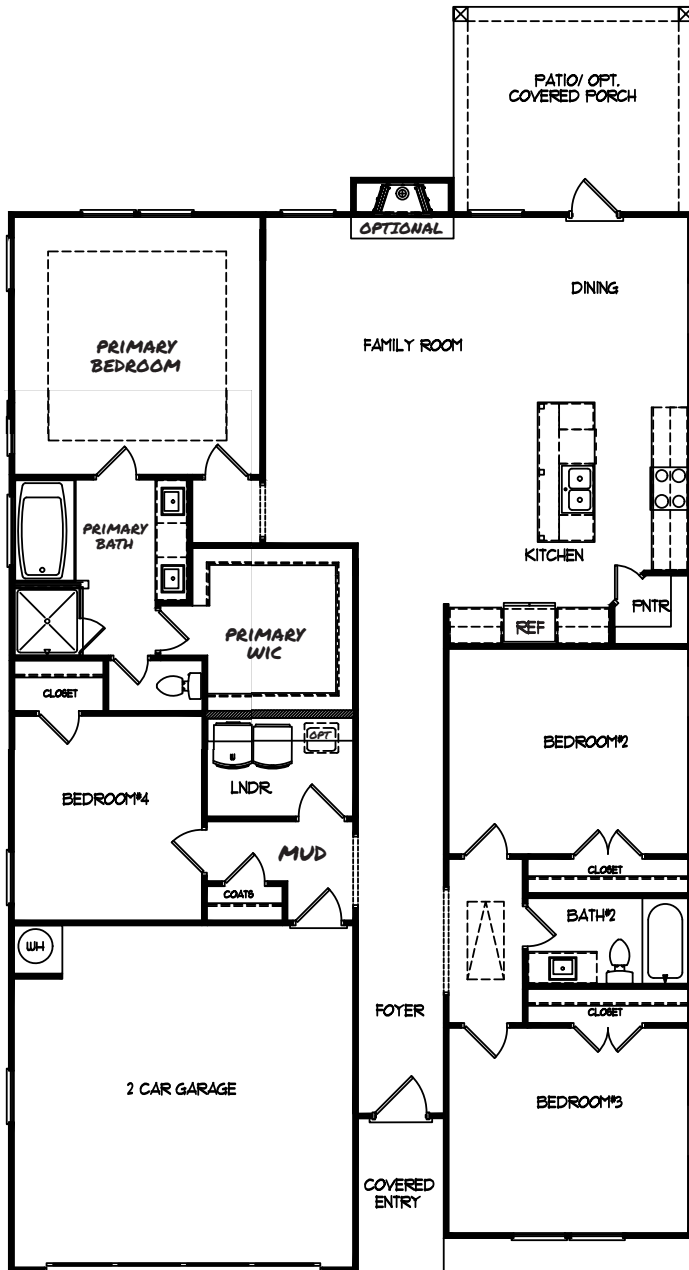 PATIO/ OPT.
COVERED PORCH
OPTIONAL
DINING
FAMILY ROOM
PRIMARY
BEDROOM
PRIMARY
BATH
KITCHEN
PNTR
REF
PRIMARY
WIC
CLOSET
OPT
W
LNDR
BEDROOM#2
BEDROOM#4
MUD
CLOSET
COATS
BATH#2
WH
FOYER
CLOSET
2 CAR GARAGE
BEDROOM#3
COVERED
ENTRY